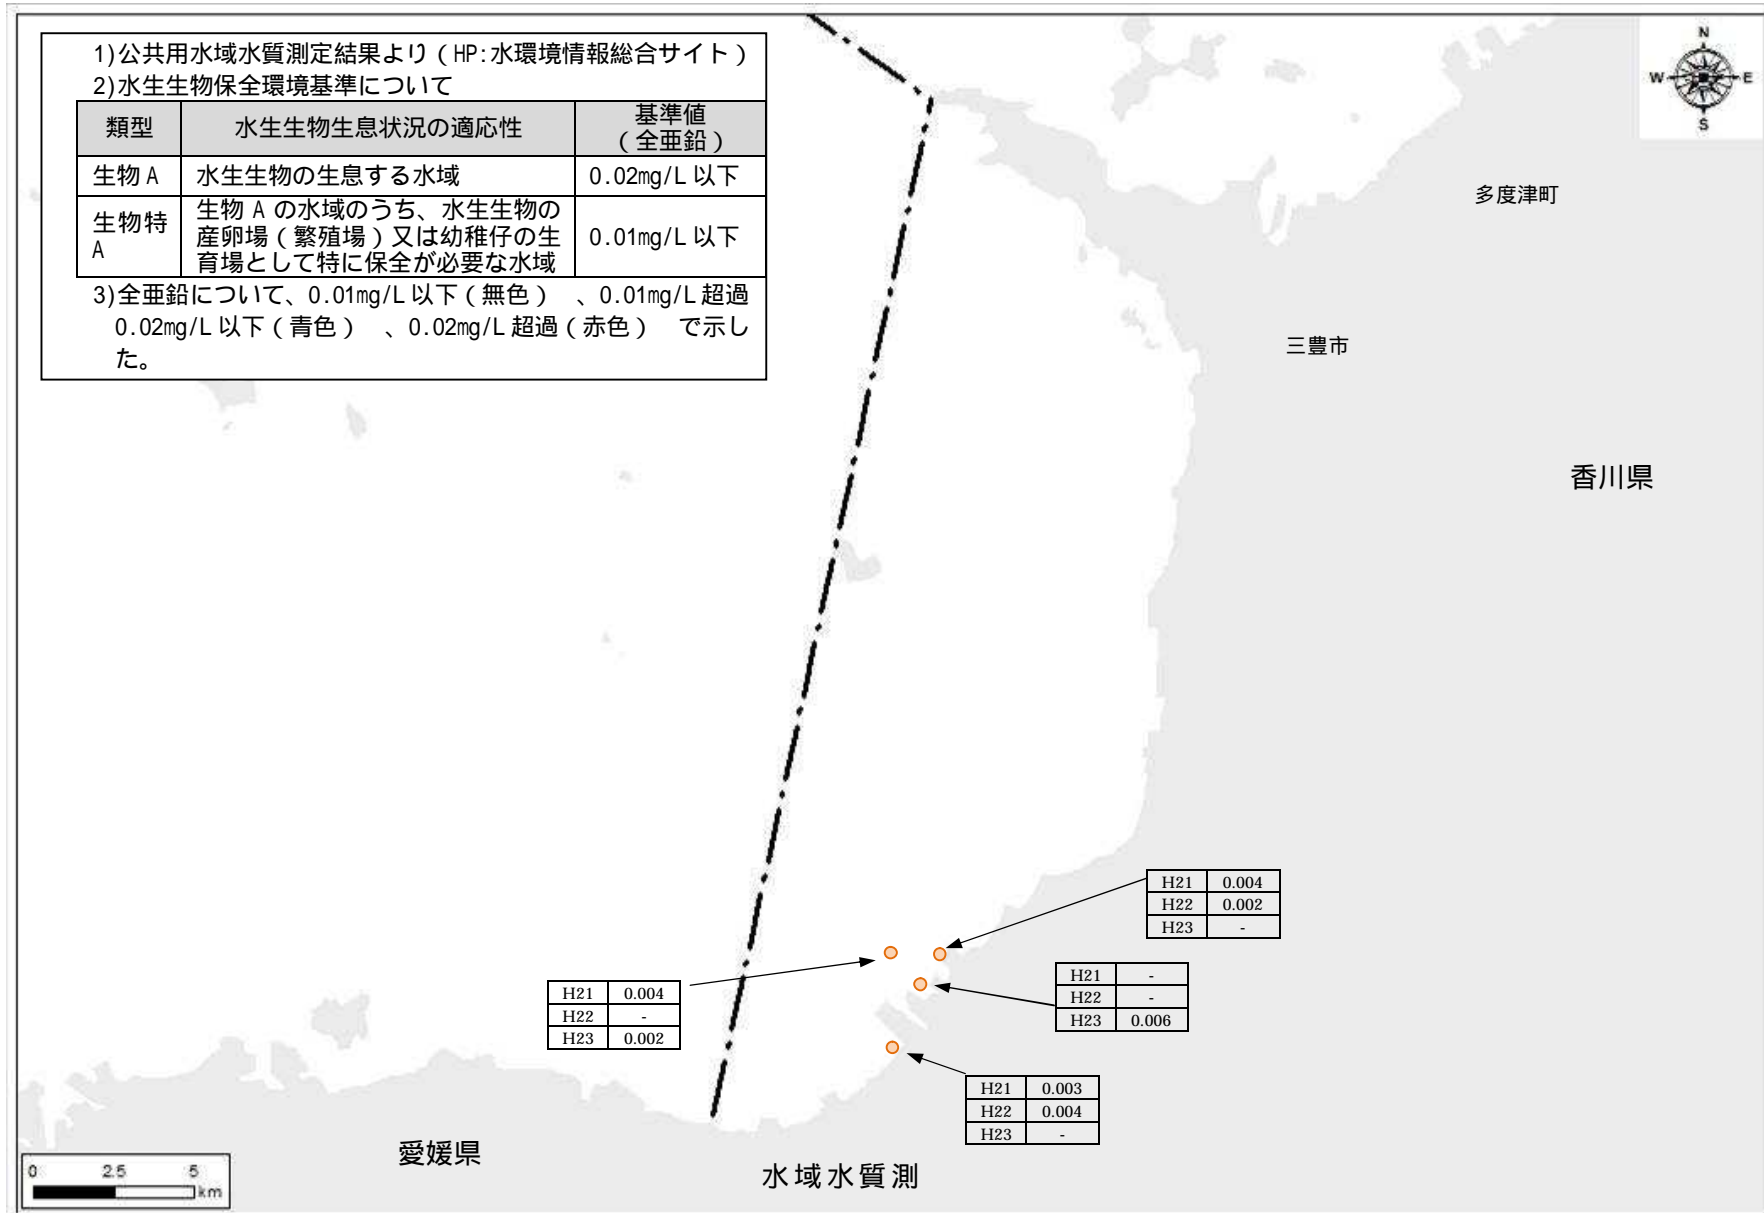 1)公共用水域水質測定結果より（HP:水環境情報総合サイト）
2)水生生物保全環境基準について
類型 水生生物生息状況の適応性 基準値
（全亜鉛）
生物 A 水生生物の生息する水域 0.02mg/L 以下
生物特
A
生物 A の水域のうち、水生生物の
産卵場（繁殖場）又は幼稚仔の生
育場として特に保全が必要な水域
0.01mg/L 以下
3)全亜鉛について、0.01mg/L 以下（無色） 、0.01mg/L 超過
0.02mg/L 以下（青色） 、0.02mg/L 超過（赤色） で示し
た。
N
W E
S
多度津町
三豊市
香川県
H21 0.004
H22 0.002
H23 -
H21 -
H22 -
H23 0.006
H21 0.004
H22 -
H23 0.002
H21 0.003
H22 0.004
H23 -
愛媛県
水域水質測
0 2.5 5
km